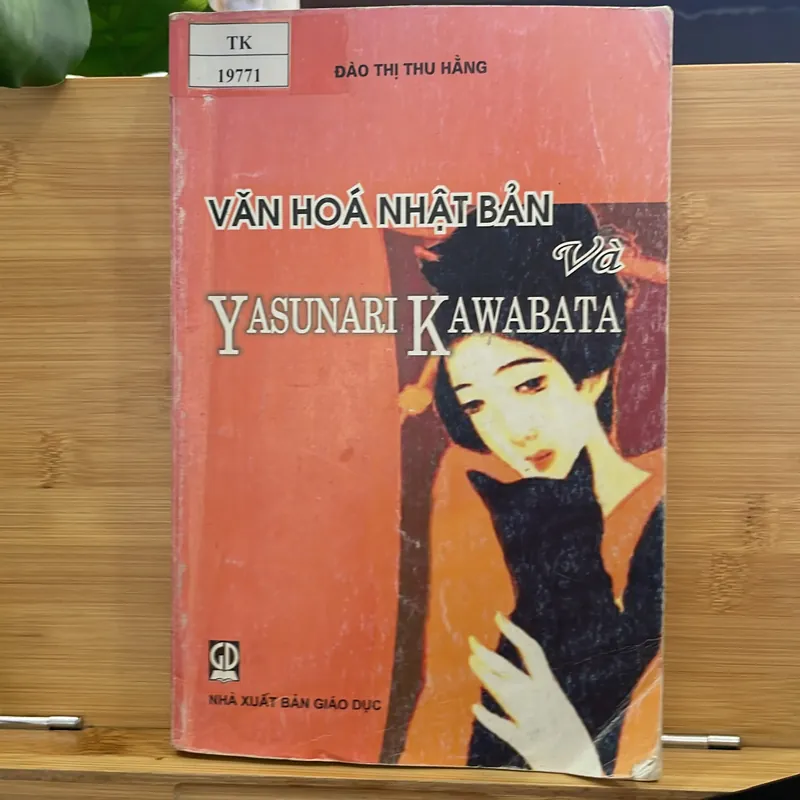 TK
19771
ĐÀO THỊ THU HẰNG
VĂN HOÁ NHẬT BẢN
Và
YASUNARI KAWABATA
GD
NHÀ XUẤT BẢN GIÁO DỤC